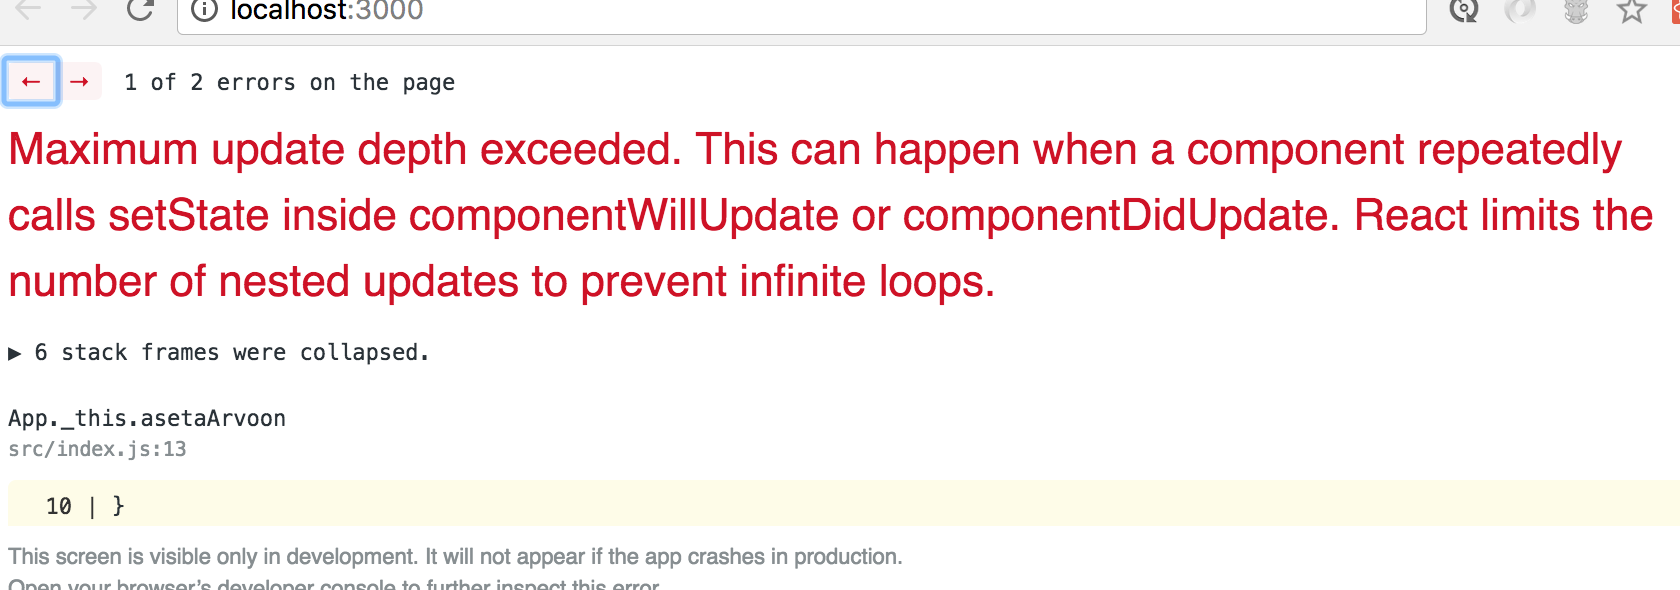 localhost:3000
← → 1 of 2 errors on the page
Maximum update depth exceeded. This can happen when a component repeatedly
calls setState inside componentWillUpdate or componentDidUpdate. React limits the
number of nested updates to prevent infinite loops.
▶ 6 stack frames were collapsed.
App._this.asetaArvoon
src/index.js:13
10 | }
This screen is visible only in development. It will not appear if the app crashes in production.
Open your browser’s developer console to further inspect this error.